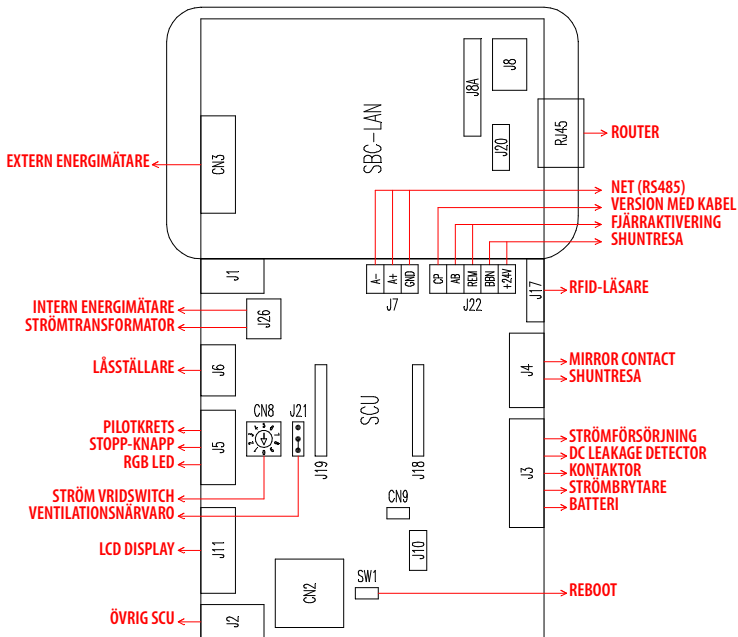 J8
J8A
SBC-LAN
J20
RJ45
ROUTER
EXTERN ENERGIMÄTARE
CN3
NET (RS485)
VERSION MED KABEL
FJÄRRAKTIVERING
SHUNTRESA
J1
A- A+ GND
CP AB REM BBN +24V
J7
J22
J17
RFID-LÄSARE
INTERN ENERGIMÄTARE
STRÖMTRANSFORMATOR
J26
LÅSSTÄLLARE
J6
J4
MIRROR CONTACT
SHUNTRESA
PILOTKRETS
STOPP-KNAPP
RGB LED
J5
CN8
J21
J19
SCU
J18
J3
STRÖMFÖRSÖRJNING
DC LEAKAGE DETECTOR
KONTAKTOR
STRÖMBRYTARE
BATTERI
STRÖM VRIDSWITCH
VENTILATIONSNÄRVARO
CN9
LCD DISPLAY
J11
J10
CN2
SW1
REBOOT
ÖVRIG SCU
J2